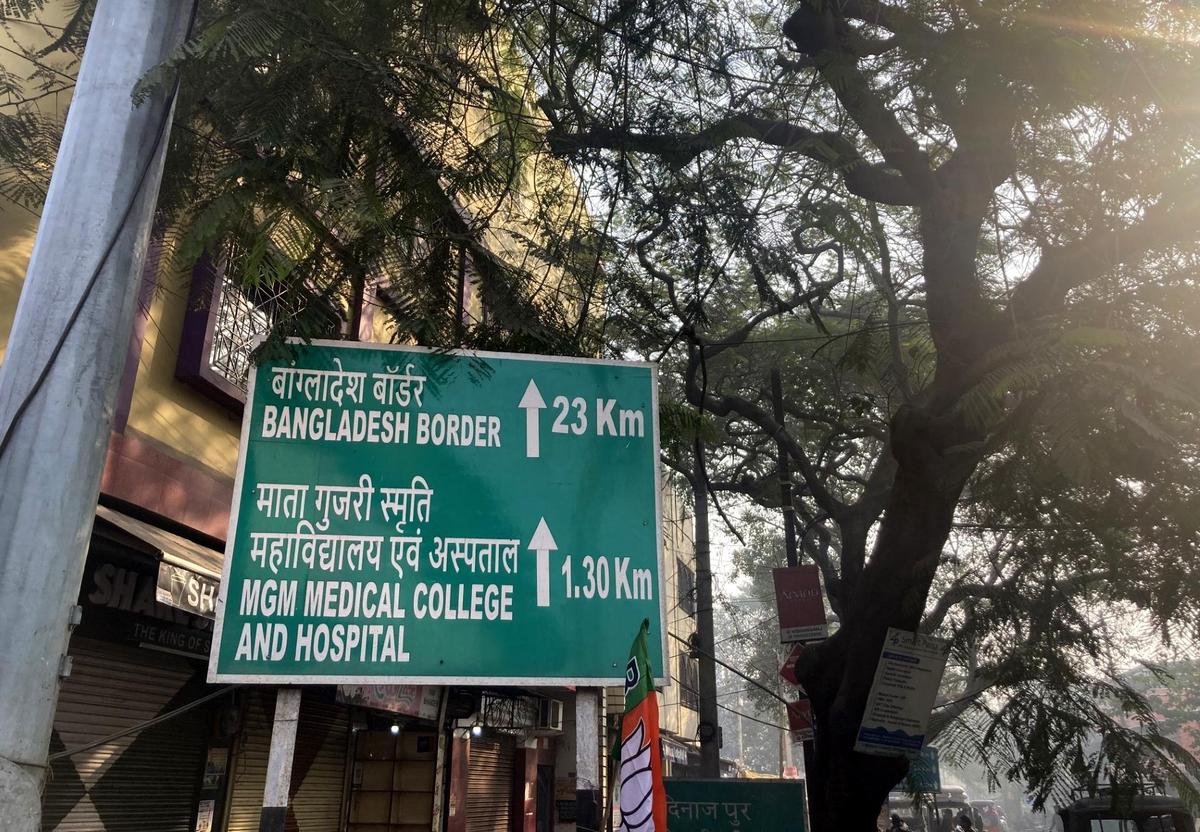 बांग्लादेश बॉर्डर
BANGLADESH BORDER
23 Km
माता गुजरी स्मृति
महाविद्यालय एवं अस्पताल
MGM MEDICAL COLLEGE
AND HOSPITAL
1.30 Km
SH
THE KING OF
दिनाज पुर